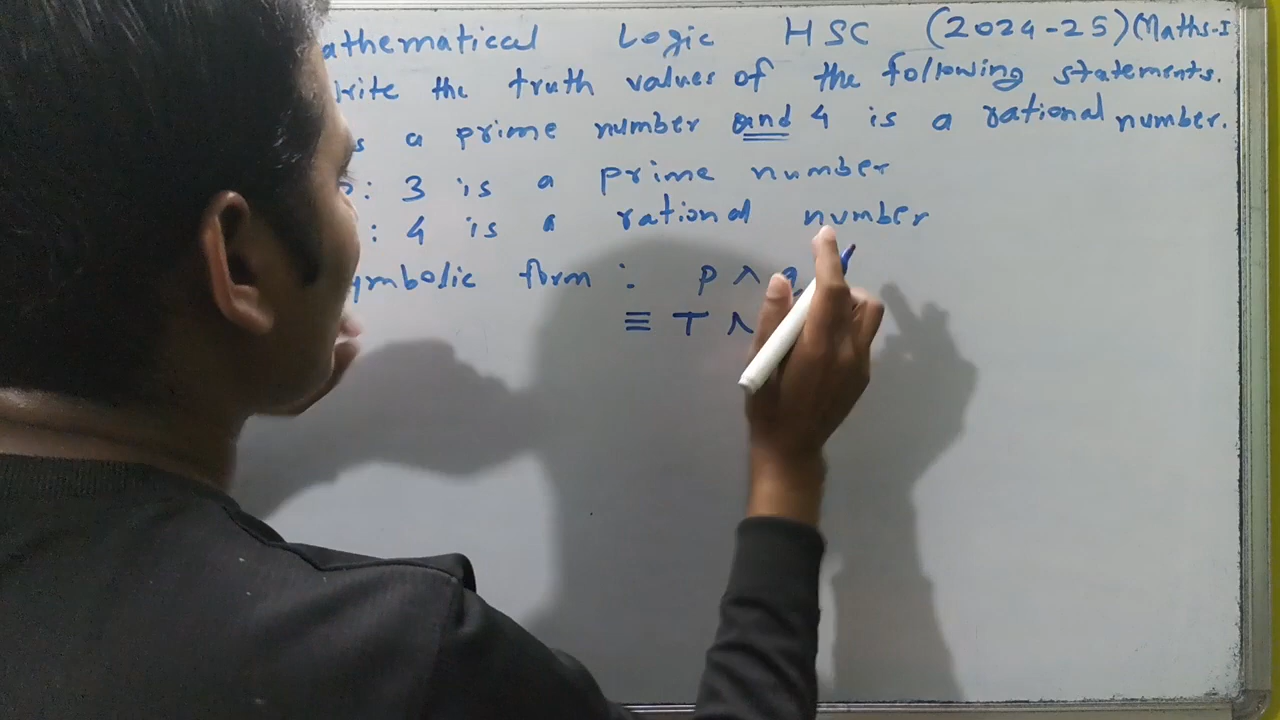 athematical Logic HSC (2024-25)(Maths-I
rite the truth values of the following statements.
s a prime number and 4 is a rational number.
p: 3 is a prime number
: 4 is a rational number
ymbolic form : p ∧ q
≡ T ∧